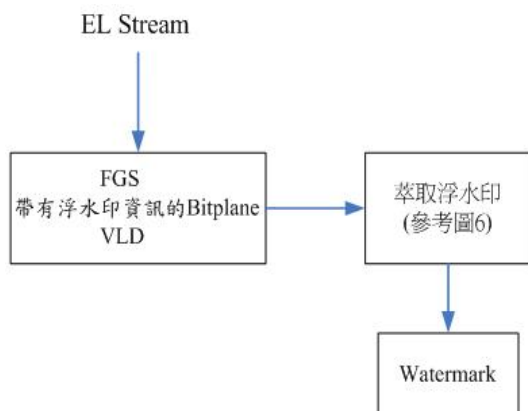 EL Stream
FGS
帶有浮水印資訊的Bitplane
VLD
萃取浮水印
(參考圖6)
Watermark